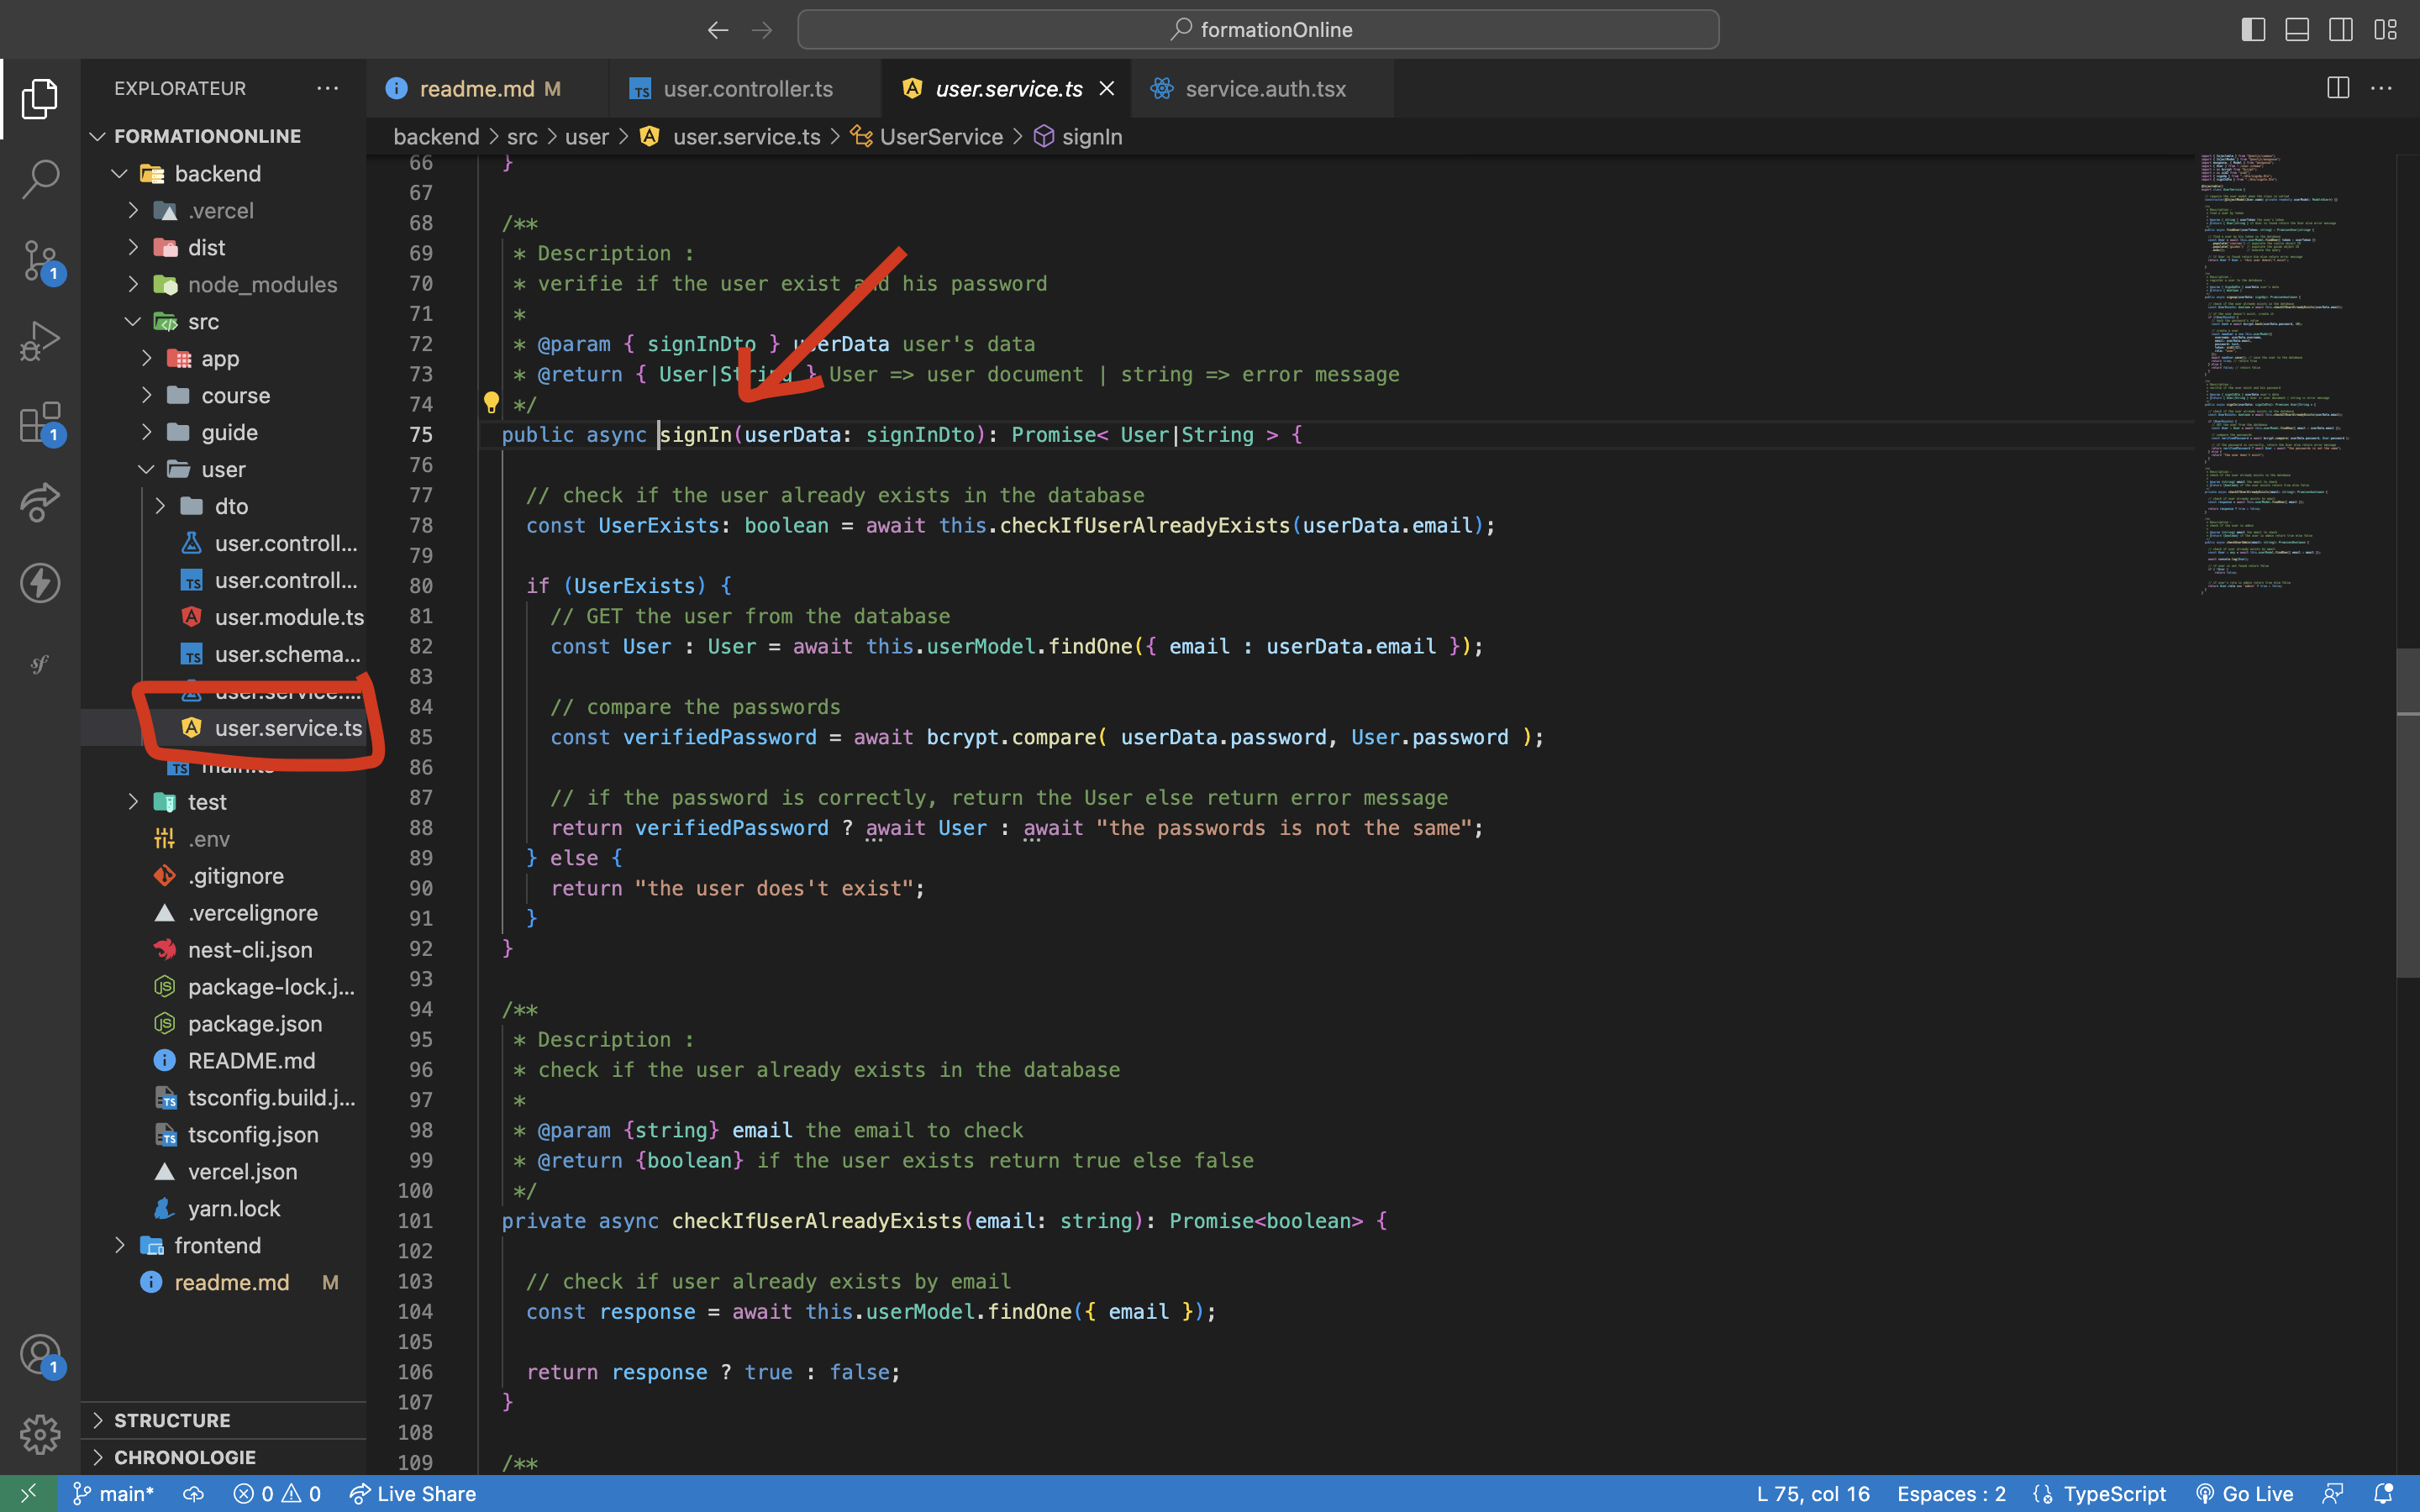 formationOnline
EXPLORATEUR
readme.md M
user.controller.ts
user.service.ts
service.auth.tsx
backend > src > user > user.service.ts > UserService > signIn
FORMATIONONLINE
backend
.vercel
dist
node_modules
src
app
course
guide
user
dto
user.controll...
user.controll...
user.module.ts
user.schema...
user.service....
user.service.ts
main.ts
test
.env
.gitignore
.vercelignore
nest-cli.json
package-lock.j...
package.json
README.md
tsconfig.build.j...
tsconfig.json
vercel.json
yarn.lock
frontend
readme.md M
STRUCTURE
CHRONOLOGIE
1
1
1
66 }
67
68 /**
69 * Description :
70 * verifie if the user exist and his password
71 *
72 * @param { signInDto } userData user's data
73 * @return { User|String } User => user document | string => error message
74 */
75 public async signIn(userData: signInDto): Promise< User|String > {
76
77 // check if the user already exists in the database
78 const UserExists: boolean = await this.checkIfUserAlreadyExists(userData.email);
79
80 if (UserExists) {
81 // GET the user from the database
82 const User : User = await this.userModel.findOne({ email : userData.email });
83
84 // compare the passwords
85 const verifiedPassword = await bcrypt.compare( userData.password, User.password );
86
87 // if the password is correctly, return the User else return error message
88 return verifiedPassword ? await User : await "the passwords is not the same";
89 } else {
90 return "the user does't exist";
91 }
92 }
93
94 /**
95 * Description :
96 * check if the user already exists in the database
97 *
98 * @param {string} email the email to check
99 * @return {boolean} if the user exists return true else false
100 */
101 private async checkIfUserAlreadyExists(email: string): Promise<boolean> {
102
103 // check if user already exists by email
104 const response = await this.userModel.findOne({ email });
105
106 return response ? true : false;
107 }
108
109 /**
main* 0 0 Live Share
L 75, col 16 Espaces : 2 TypeScript Go Live